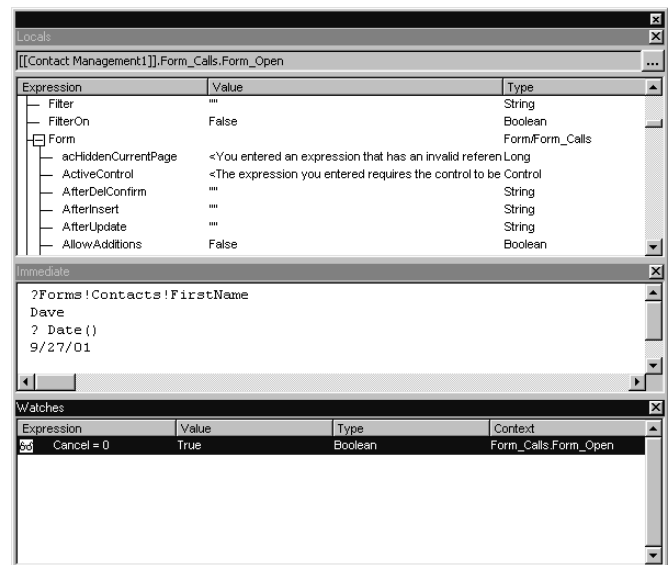 Locals
[[Contact Management1]].Form_Calls.Form_Open
...
Expression Value Type
Filter "" String
FilterOn False Boolean
Form Form/Form_Calls
acHiddenCurrentPage <You entered an expression that has an invalid referen Long
ActiveControl <The expression you entered requires the control to be Control
AfterDelConfirm "" String
AfterInsert "" String
AfterUpdate "" String
AllowAdditions False Boolean
Immediate
?Forms!Contacts!FirstName
Dave
? Date()
9/27/01
Watches
Expression Value Type Context
Cancel = 0 True Boolean Form_Calls.Form_Open